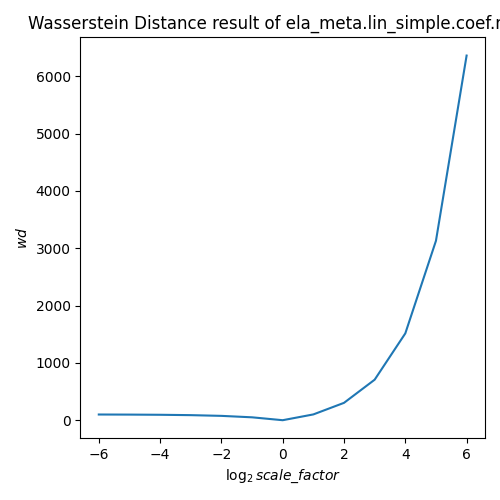 Wasserstein Distance result of ela_meta.lin_simple.coef.
6000
5000
4000
3000
2000
1000
0
wd
−6 −4 −2 0 2 4 6
log₂ scale_factor